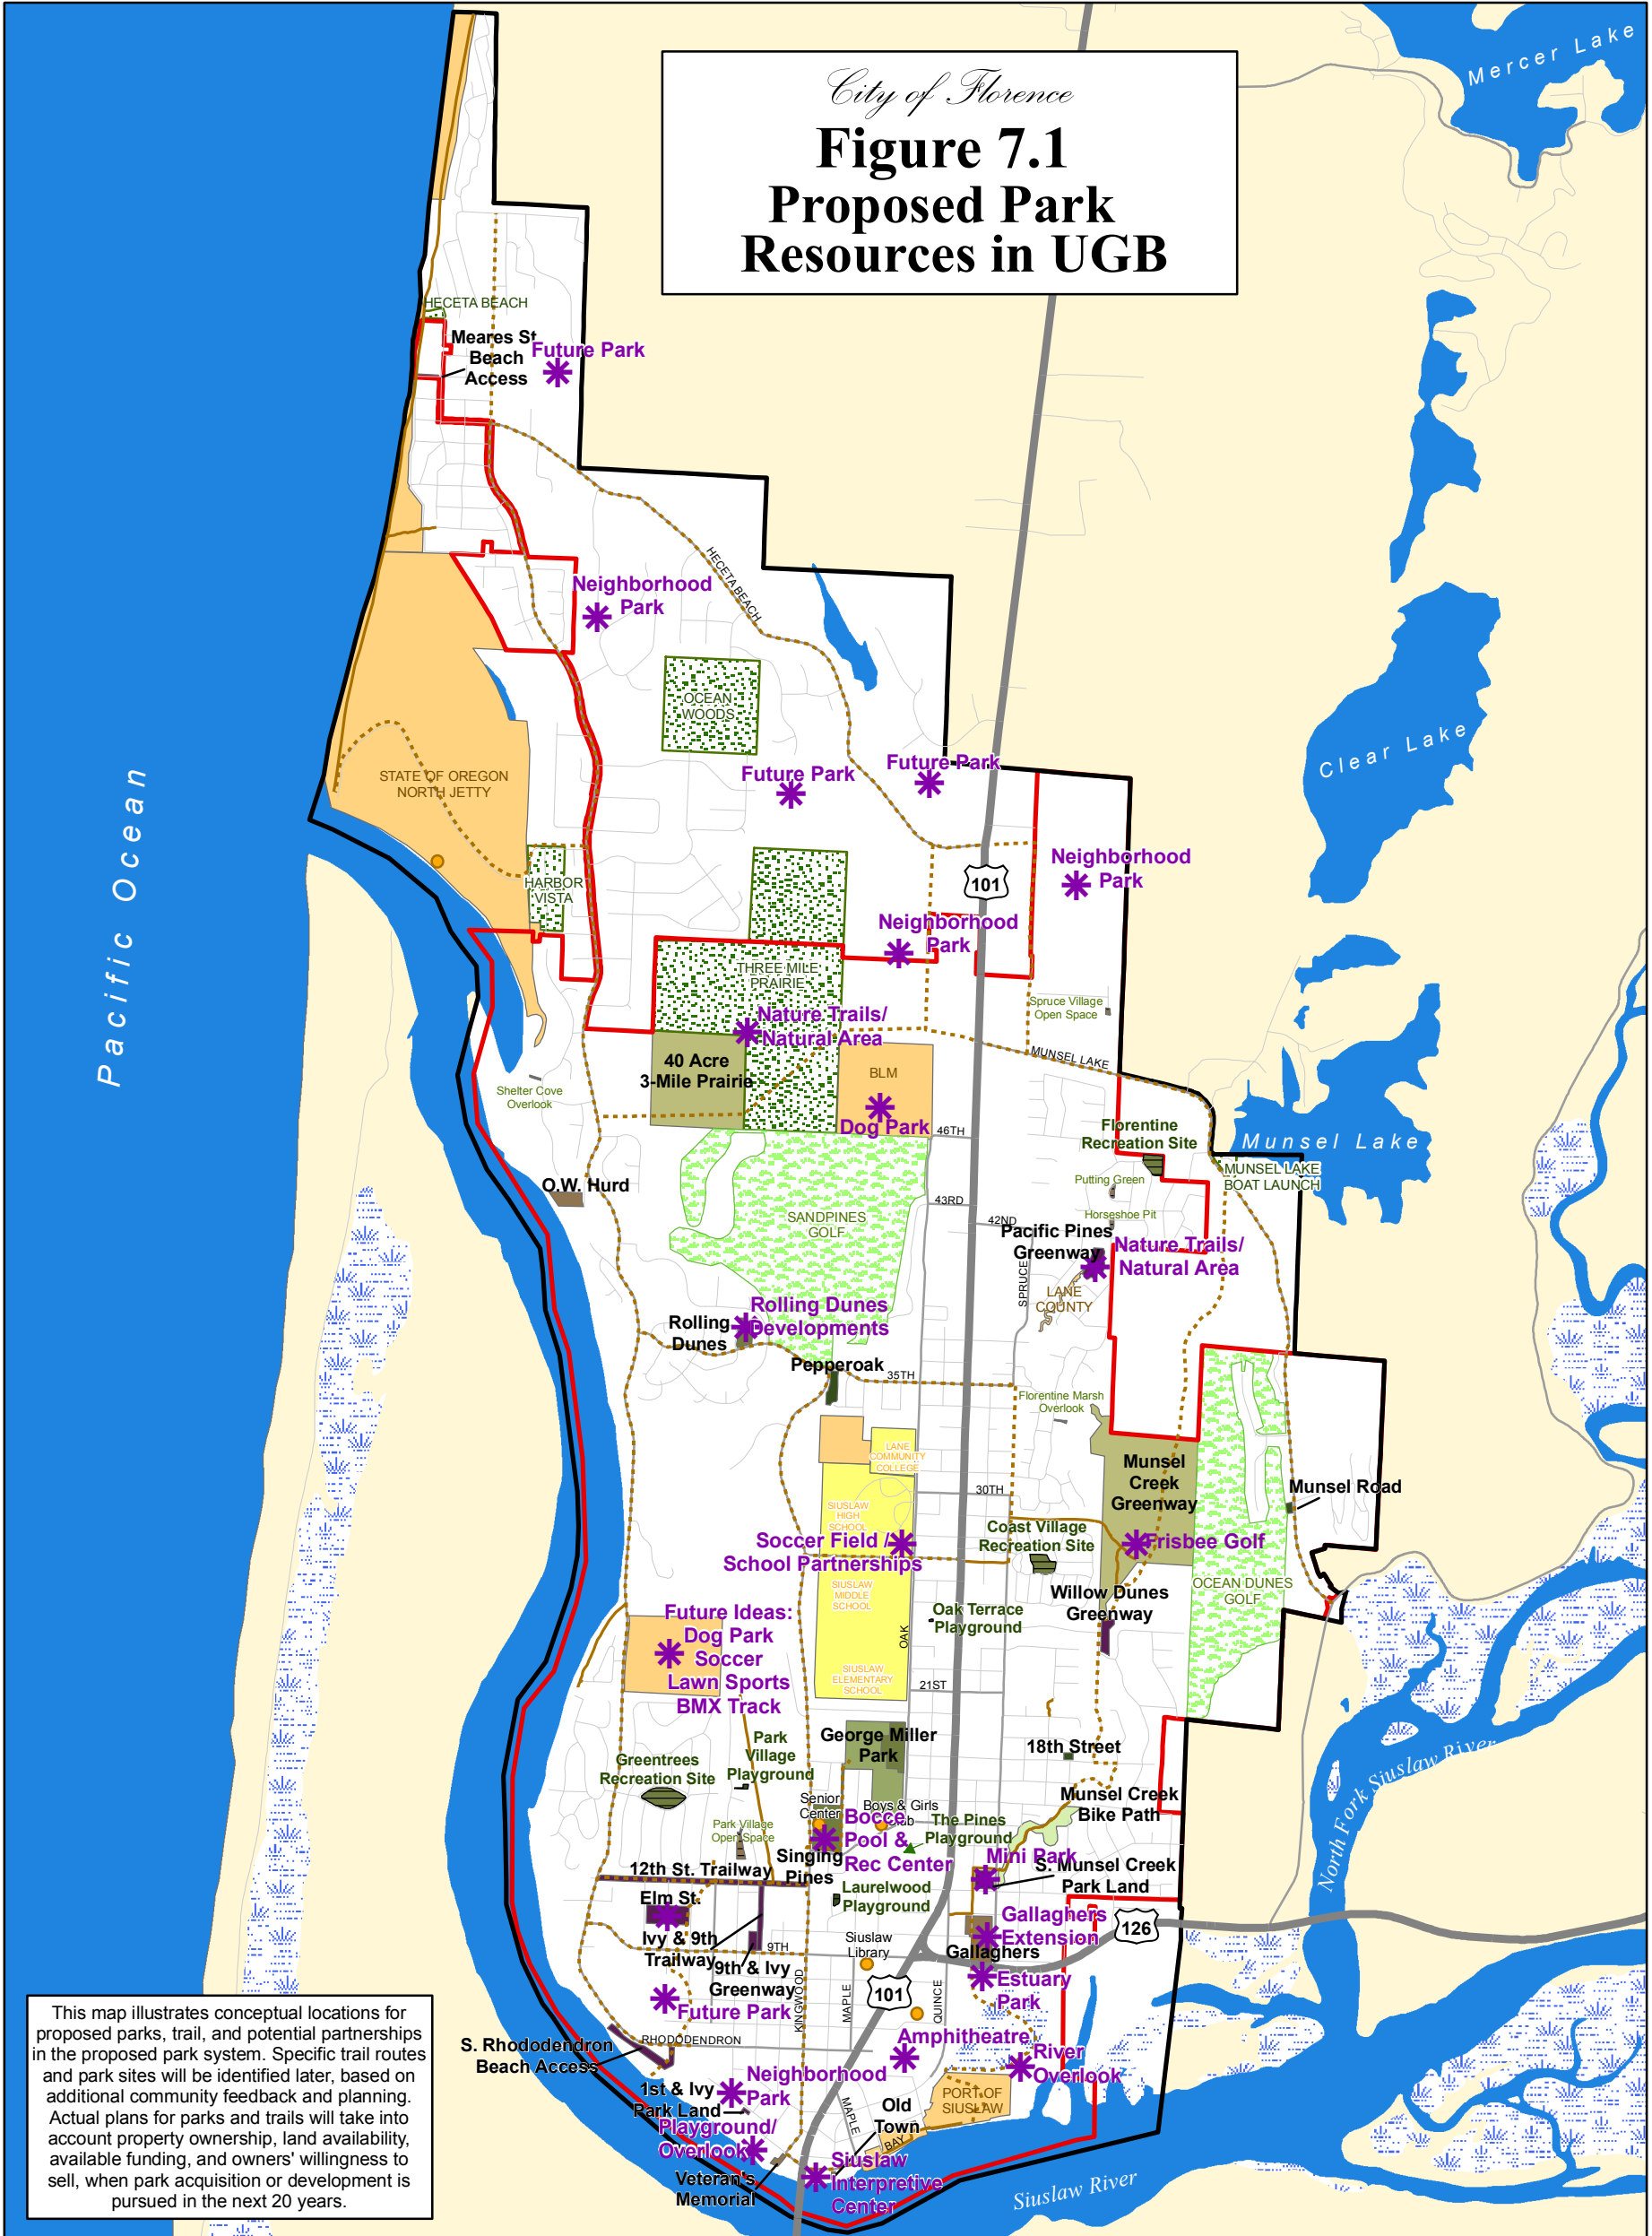 City of Florence
Figure 7.1
Proposed Park
Resources in UGB
Mercer Lake
HECETA BEACH
Meares St
Beach
Access
Future Park
HECETA BEACH
Neighborhood
Park
OCEAN
WOODS
Clear Lake
Pacific Ocean
STATE OF OREGON
NORTH JETTY
Future Park
Future Park
101
Neighborhood
Park
HARBOR
VISTA
Neighborhood
Park
THREE MILE
PRAIRIE
Spruce Village
Open Space
Nature Trails/
Natural Area
MUNSEL LAKE
40 Acre
3-Mile Prairie
BLM
Dog Park
Shelter Cove
Overlook
46TH
Florentine
Recreation Site
Munsel Lake
MUNSEL LAKE
BOAT LAUNCH
Putting Green
O.W. Hurd
43RD
Horseshoe Pit
SANDPINES
GOLF
42ND
Pacific Pines
Greenway
Nature Trails/
Natural Area
SPRUCE
LANE
COUNTY
Rolling Dunes
Developments
Rolling
Dunes
Pepperoak
35TH
Florentine Marsh
Overlook
LANE
COMMUNITY
COLLEGE
Munsel
Creek
Greenway
Munsel Road
30TH
SIUSLAW
HIGH
SCHOOL
Soccer Field /
School Partnerships
Coast Village
Recreation Site
Frisbee Golf
SIUSLAW
MIDDLE
SCHOOL
Willow Dunes
Greenway
OCEAN DUNES
GOLF
Future Ideas:
Dog Park
Soccer
Lawn Sports
BMX Track
Oak Terrace
Playground
OAK
SIUSLAW
ELEMENTARY
SCHOOL
21ST
Park
Village
Playground
George Miller
Park
18th Street
Greentrees
Recreation Site
North Fork Siuslaw River
Senior
Center
Boys & Girls
Club
Munsel Creek
Bike Path
Park Village
Open Space
Bocce
Pool &
Rec Center
The Pines
Playground
Singing
Pines
Mini Park
S. Munsel Creek
Park Land
12th St. Trailway
Laurelwood
Playground
Elm St.
Gallaghers
Extension
126
Ivy & 9th
Trailway
9TH
Siuslaw
Library
Gallaghers
9th & Ivy
Greenway
Estuary
Park
Future Park
KINGWOOD
MAPLE
101
QUINCE
RHODODENDRON
S. Rhododendron
Beach Access
Amphitheatre
River
Overlook
Neighborhood
Park
1st & Ivy
Park Land
PORT OF
SIUSLAW
MAPLE
Old
Town
BAY
Playground/
Overlook
Veteran's
Memorial
Siuslaw
Interpretive
Center
Siuslaw River
This map illustrates conceptual locations for
proposed parks, trail, and potential partnerships
in the proposed park system. Specific trail routes
and park sites will be identified later, based on
additional community feedback and planning.
Actual plans for parks and trails will take into
account property ownership, land availability,
available funding, and owners' willingness to
sell, when park acquisition or development is
pursued in the next 20 years.